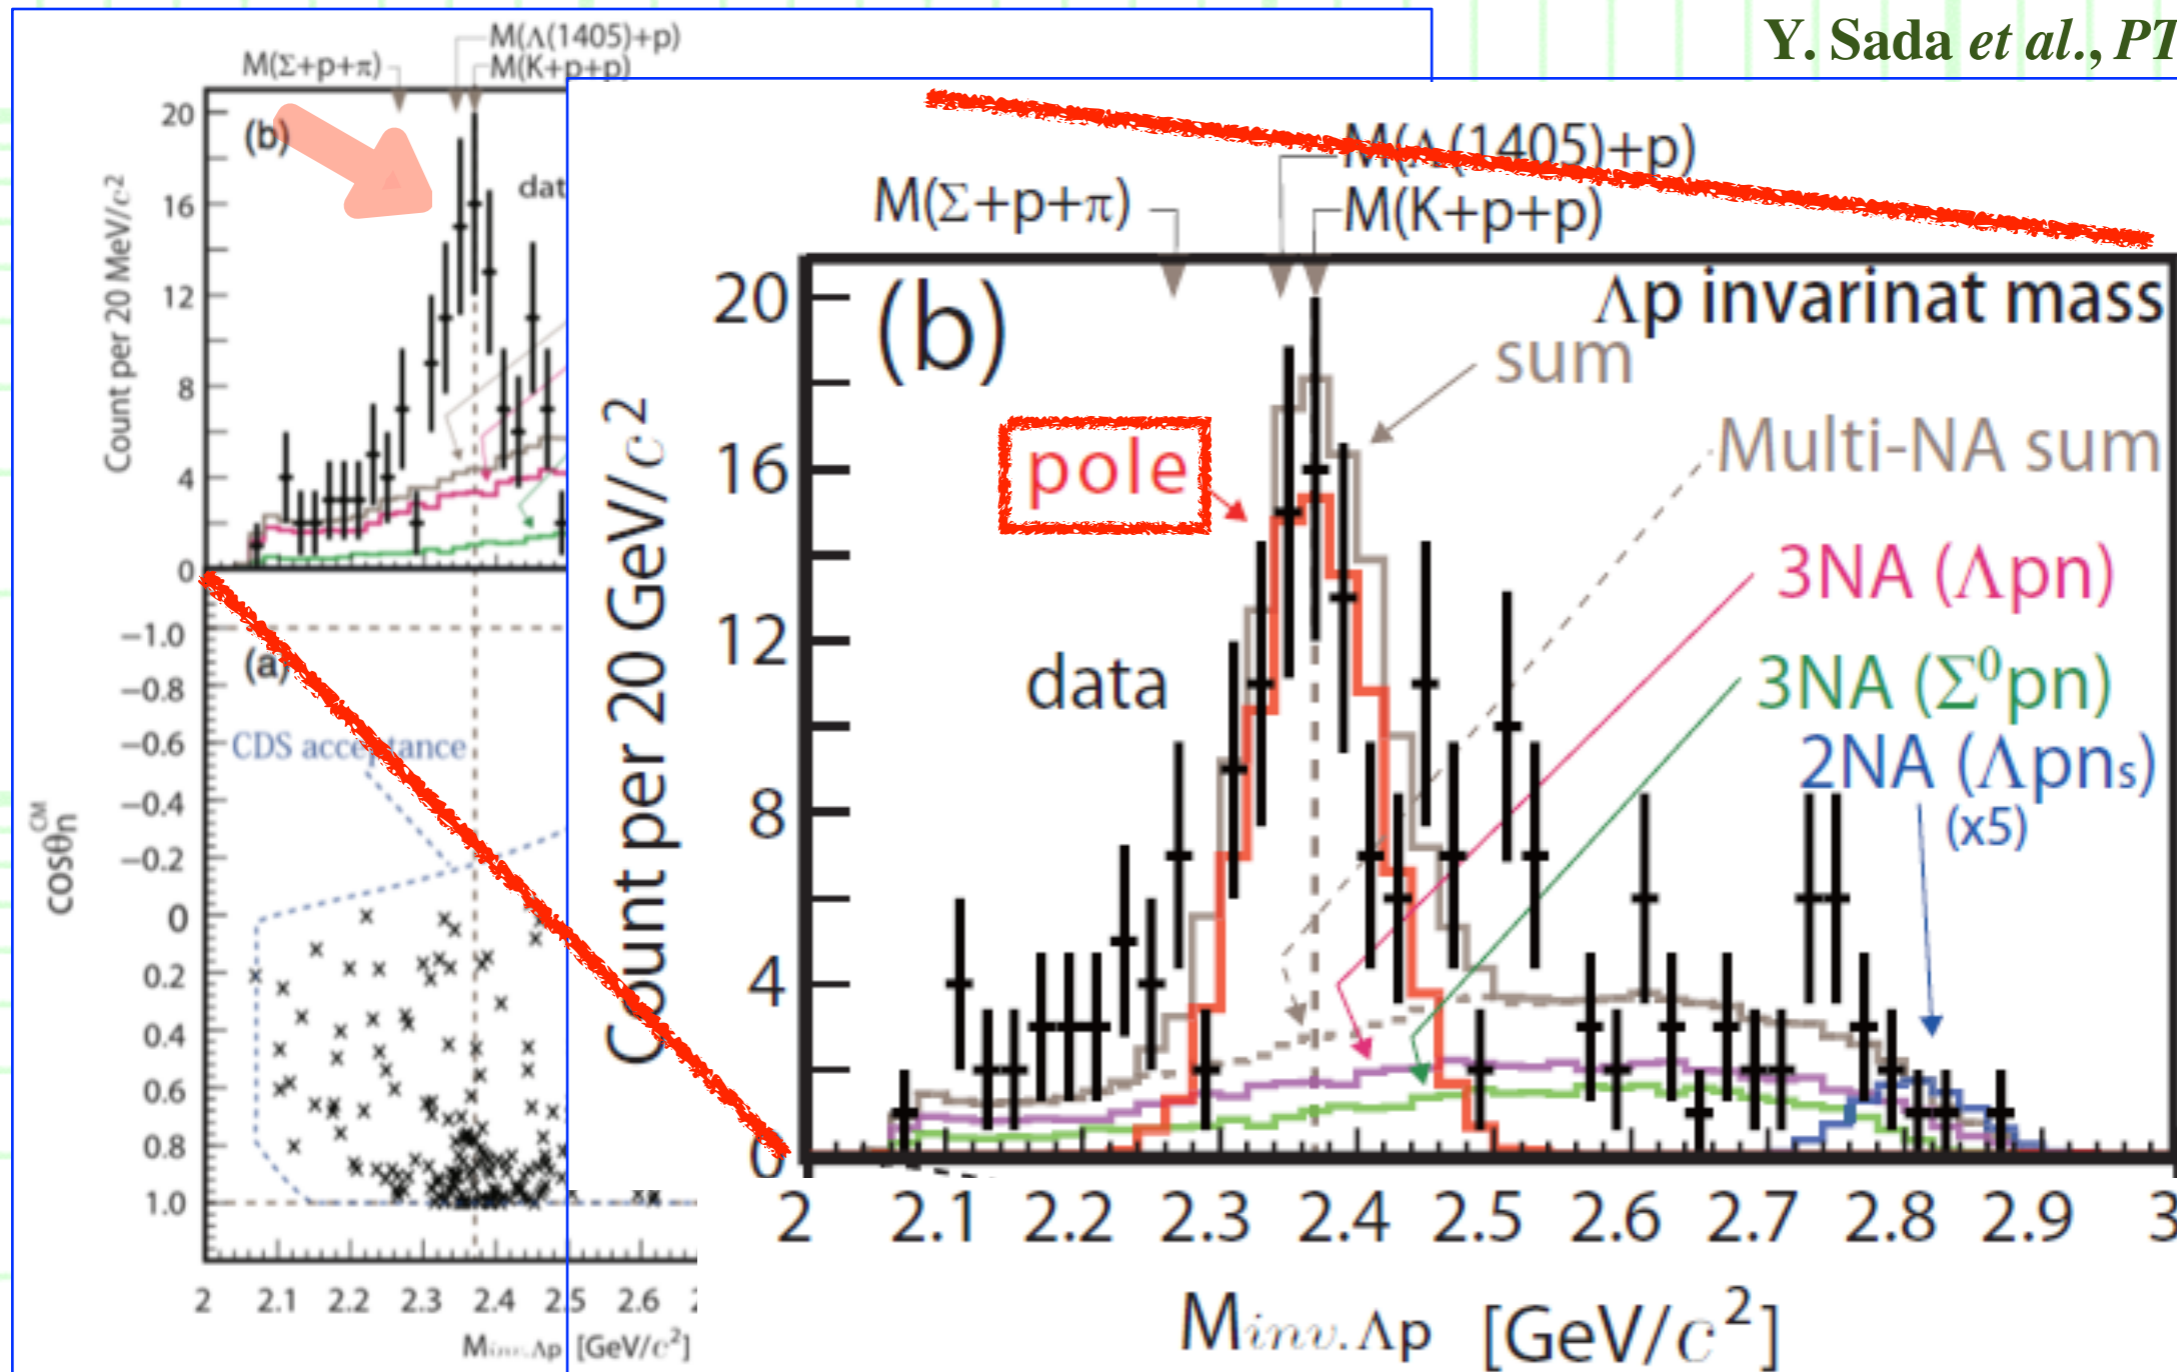 Y. Sada et al., PT
M(Λ(1405)+p)
M(Σ+p+π)
M(K+p+p)
(b)
20
16
12
8
4
0
Count per 20 MeV/c²
dat
(a)
CDS acceptance
−1.0
−0.8
−0.6
−0.4
−0.2
0
0.2
0.4
0.6
0.8
1.0
cosθn^CM
2 2.1 2.2 2.3 2.4 2.5 2.6
Minv.Λp [GeV/c²]
M(Λ(1405)+p)
M(Σ+p+π)
M(K+p+p)
(b)
Λp invarinat mass
sum
pole
Multi-NA sum
3NA (Λpn)
data
3NA (Σ⁰pn)
2NA (Λpnₛ)
(x5)
20
16
12
8
4
0
Count per 20 GeV/c²
2 2.1 2.2 2.3 2.4 2.5 2.6 2.7 2.8 2.9 3
Minv.Λp [GeV/c²]